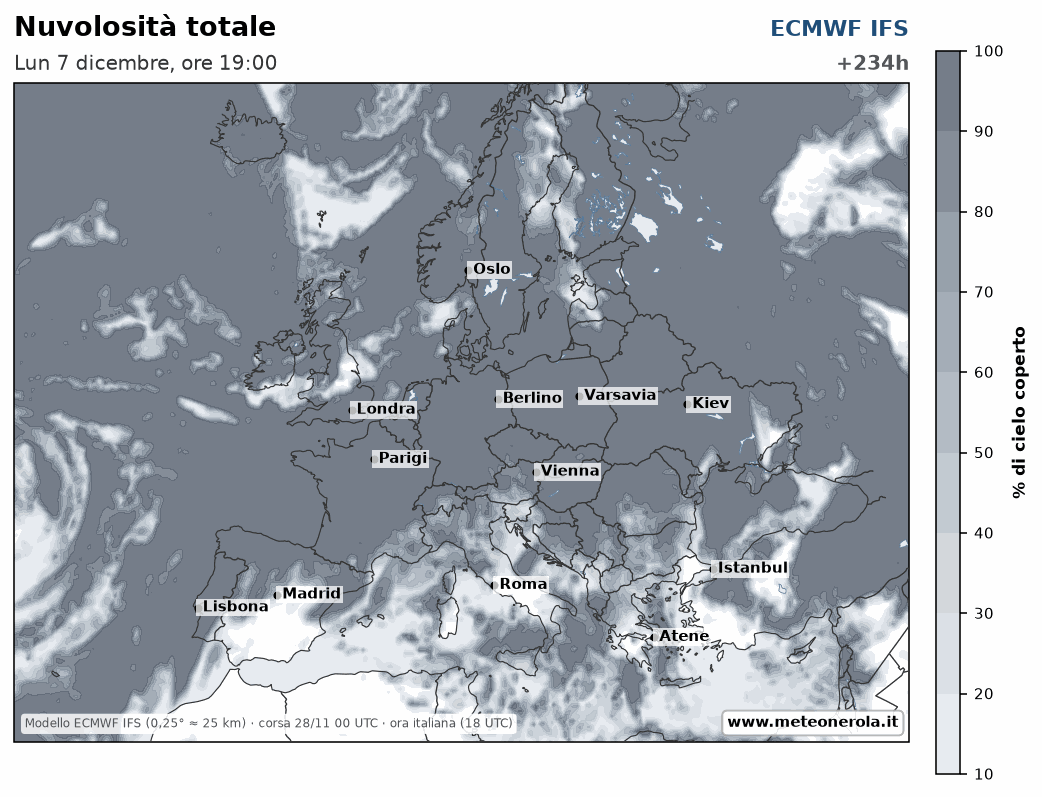 Nuvolosità totale
ECMWF IFS
Lun 7 dicembre, ore 19:00
+234h
100
90
80
70
60
50
40
30
20
10
% di cielo coperto
Oslo
Berlino
Varsavia
Kiev
Londra
Parigi
Vienna
Istanbul
Roma
Madrid
Lisbona
Atene
Modello ECMWF IFS (0,25° ≈ 25 km) · corsa 28/11 00 UTC · ora italiana (18 UTC)
www.meteonerola.it